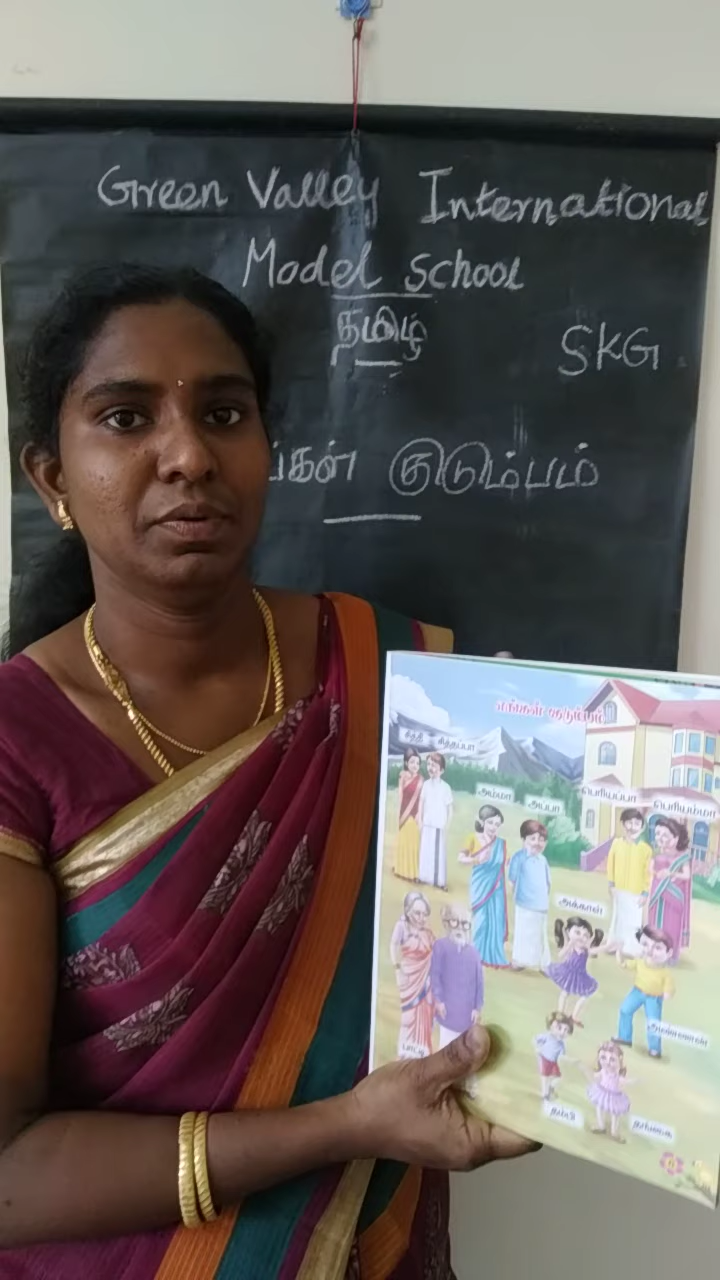 Green Valley International
Model School
தமிழ்
SKG
ங்கள் குடும்பம்
எங்கள் குடும்பம்
சித்தி சித்தப்பா
அம்மா அப்பா
பெரியப்பா பெரியம்மா
அக்காள்
அண்ணன்
பாட்டி
தம்பி தங்கை